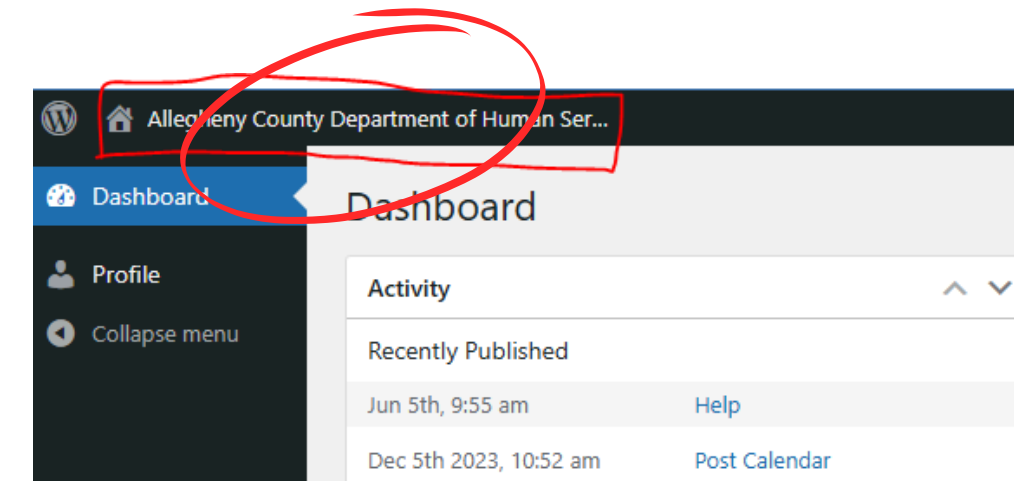 Allegheny County Department of Human Ser...
Dashboard
Dashboard
Profile
Activity
Collapse menu
Recently Published
Jun 5th, 9:55 am Help
Dec 5th 2023, 10:52 am Post Calendar